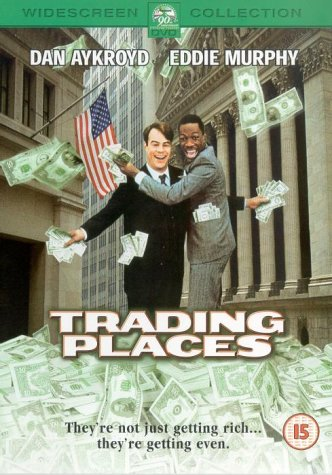 WIDESCREEN COLLECTION
DVD
DAN AYKROYD EDDIE MURPHY
TRADING
PLACES
They're not just getting rich...
they're getting even.
15